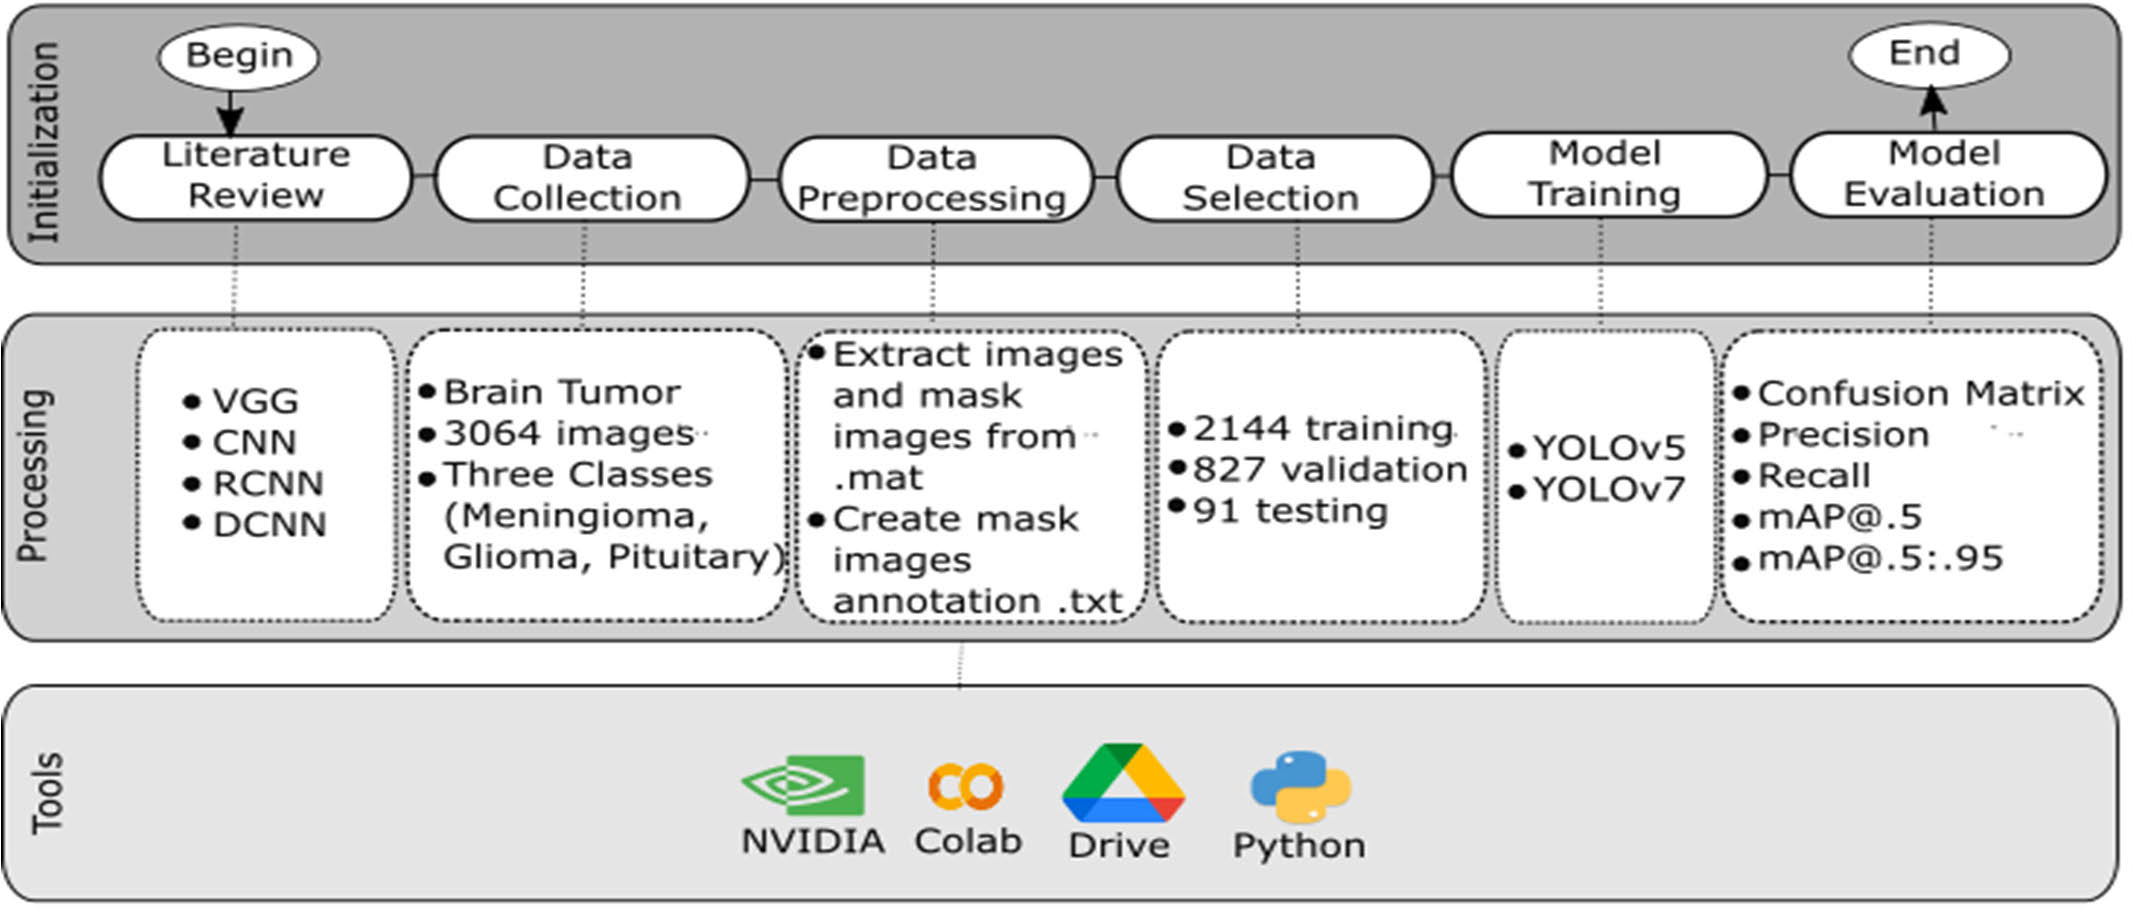 Initialization
Begin
End
Literature
Review
Data
Collection
Data
Preprocessing
Data
Selection
Model
Training
Model
Evaluation
Processing
VGG
CNN
RCNN
DCNN
Brain Tumor
3064 images
Three Classes
(Meningioma,
Glioma, Pituitary)
Extract images
and mask
images from
.mat
Create mask
images
annotation .txt
2144 training
827 validation
91 testing
YOLOv5
YOLOv7
Confusion Matrix
Precision
Recall
mAP@.5
mAP@.5:.95
Tools
NVIDIA
Colab
Drive
Python